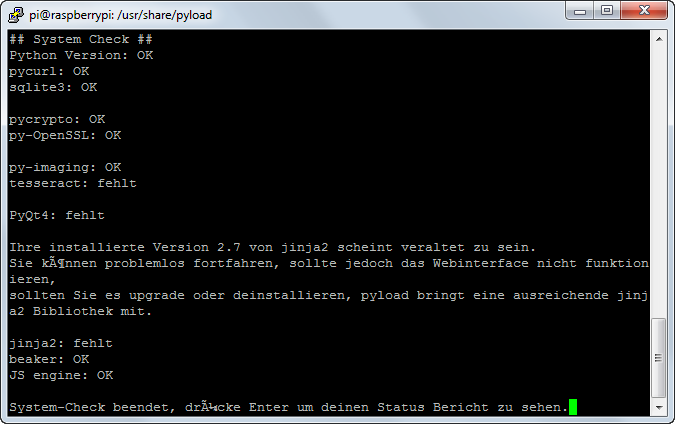 pi@raspberrypi: /usr/share/pyload
## System Check ##
Python Version: OK
pycurl: OK
sqlite3: OK
pycrypto: OK
py-OpenSSL: OK
py-imaging: OK
tesseract: fehlt
PyQt4: fehlt
Ihre installierte Version 2.7 von jinja2 scheint veraltet zu sein.
Sie kÃ¶nnen problemlos fortfahren, sollte jedoch das Webinterface nicht funktion
ieren,
sollten Sie es upgrade oder deinstallieren, pyload bringt eine ausreichende jinj
a2 Bibliothek mit.
jinja2: fehlt
beaker: OK
JS engine: OK
System-Check beendet, drÃ¼cke Enter um deinen Status Bericht zu sehen.